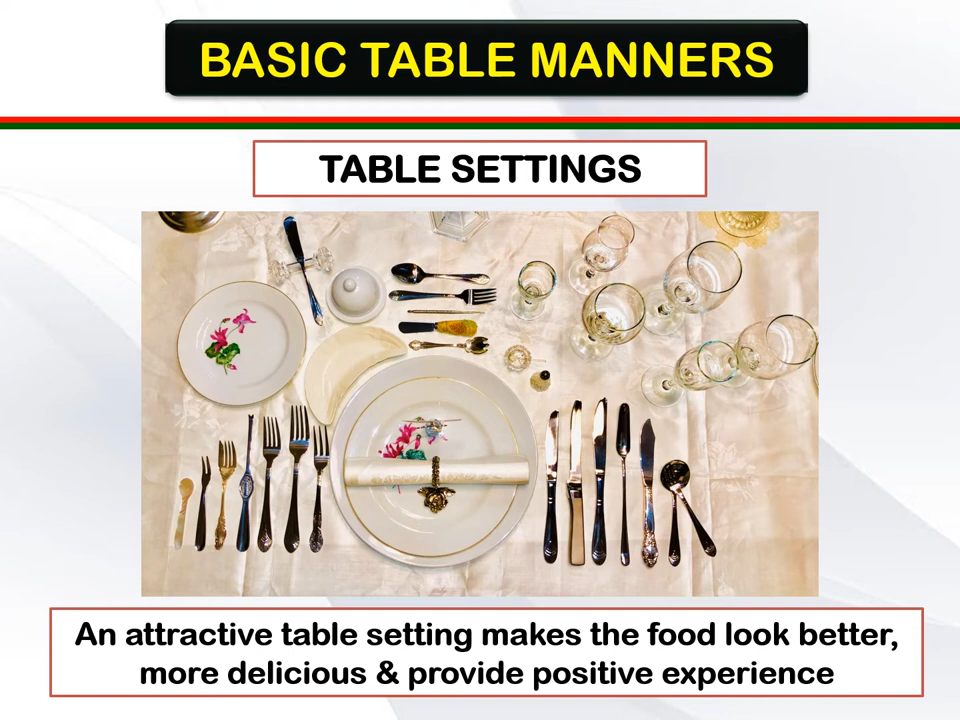 BASIC TABLE MANNERS
TABLE SETTINGS
An attractive table setting makes the food look better,
more delicious & provide positive experience